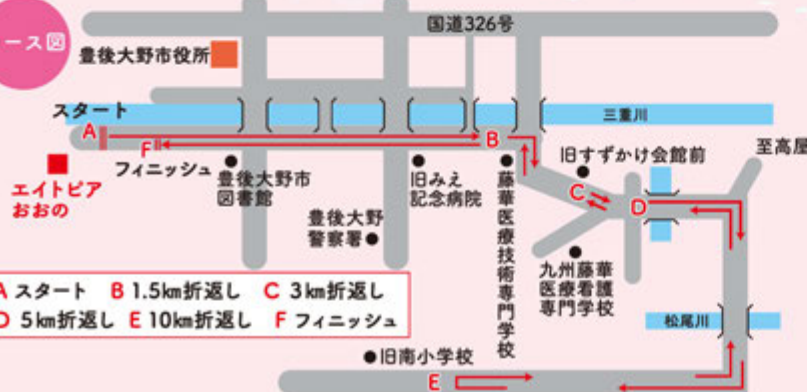 ース図
国道326号
豊後大野市役所
スタート
三重川
A
B
F
フィニッシュ
エイトピア
おおの
豊後大野市
図書館
旧みえ
記念病院
藤華医療技術専門学校
旧すずかけ会館前
至高屋
C
D
豊後大野
警察署
九州藤華
医療看護
専門学校
A スタート B 1.5km折返し C 3km折返し
D 5km折返し E 10km折返し F フィニッシュ
松尾川
旧南小学校
E